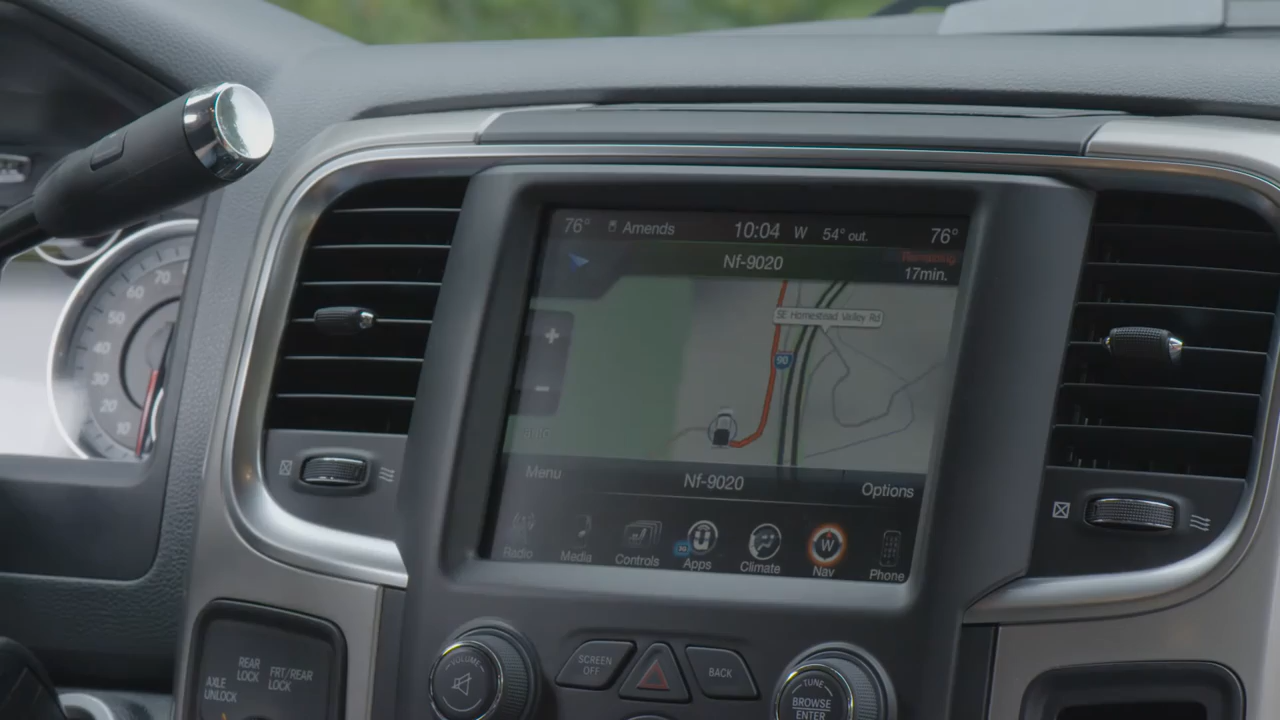 76° Amends 10:04 W 54° out. 76°
Nf-9020
Remaining
17min.
SE Homestead Valley Rd
+
90
−
Menu
Nf-9020
Options
Radio Media Controls Apps Climate Nav Phone
W
70
60
50
40
30
20
10
REAR
LOCK
FRT/REAR
LOCK
AXLE
UNLOCK
VOLUME
SCREEN
OFF
BACK
TUNE
BROWSE
ENTER